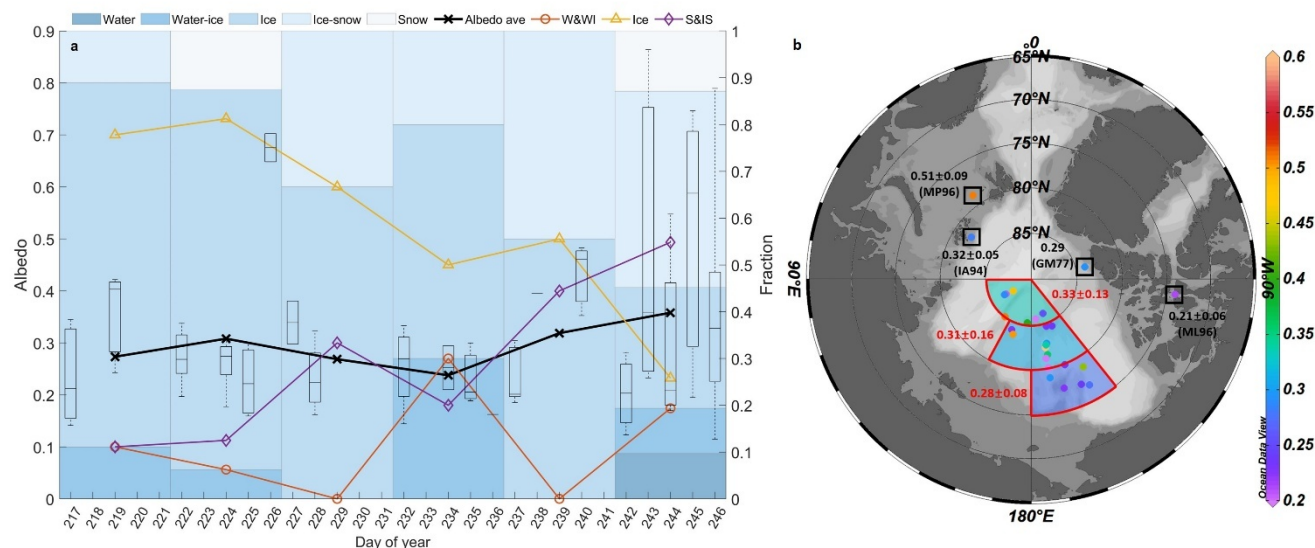 Water Water-ice Ice Ice-snow Snow Albedo ave W&WI Ice S&IS
a
Albedo
0.9
0.8
0.7
0.6
0.5
0.4
0.3
0.2
0.1
0
Fraction
1
0.9
0.8
0.7
0.6
0.5
0.4
0.3
0.2
0.1
0
217 218 219 220 221 222 223 224 225 226 227 228 229 230 231 232 233 234 235 236 237 238 239 240 241 242 243 244 245 246
Day of year
b
0°
65°N
70°N
75°N
80°N
85°N
90°E
90°W
180°E
0.51±0.09
(MP96)
0.32±0.05
(IA94)
0.29
(GM77)
0.21±0.06
(ML96)
0.33±0.13
0.31±0.16
0.28±0.08
Ocean Data View
0.6
0.55
0.5
0.45
0.4
0.35
0.3
0.25
0.2